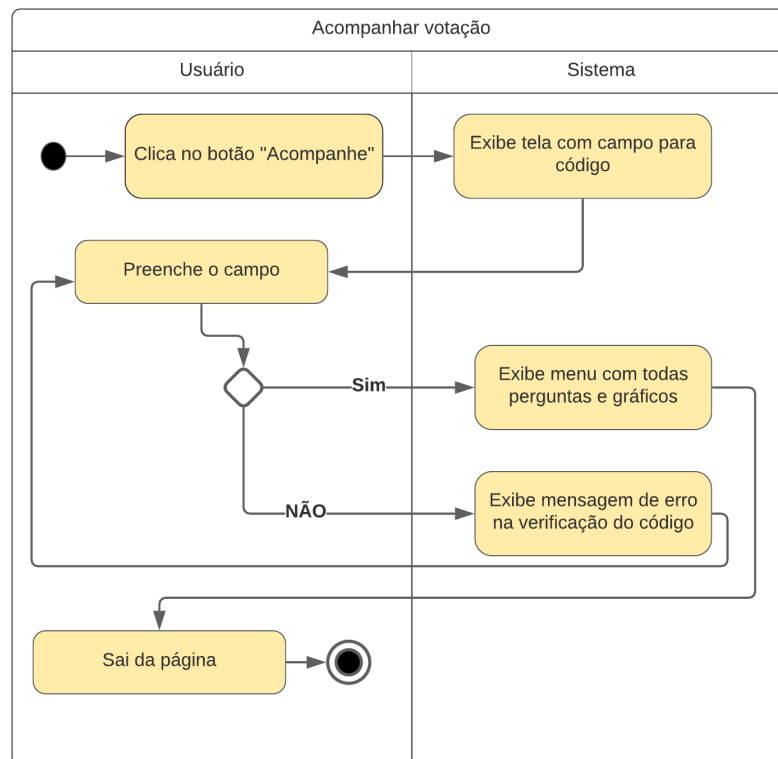 Acompanhar votação
Usuário
Sistema
Clica no botão "Acompanhe"
Exibe tela com campo para
código
Preenche o campo
Sim
Exibe menu com todas
perguntas e gráficos
NÃO
Exibe mensagem de erro
na verificação do código
Sai da página